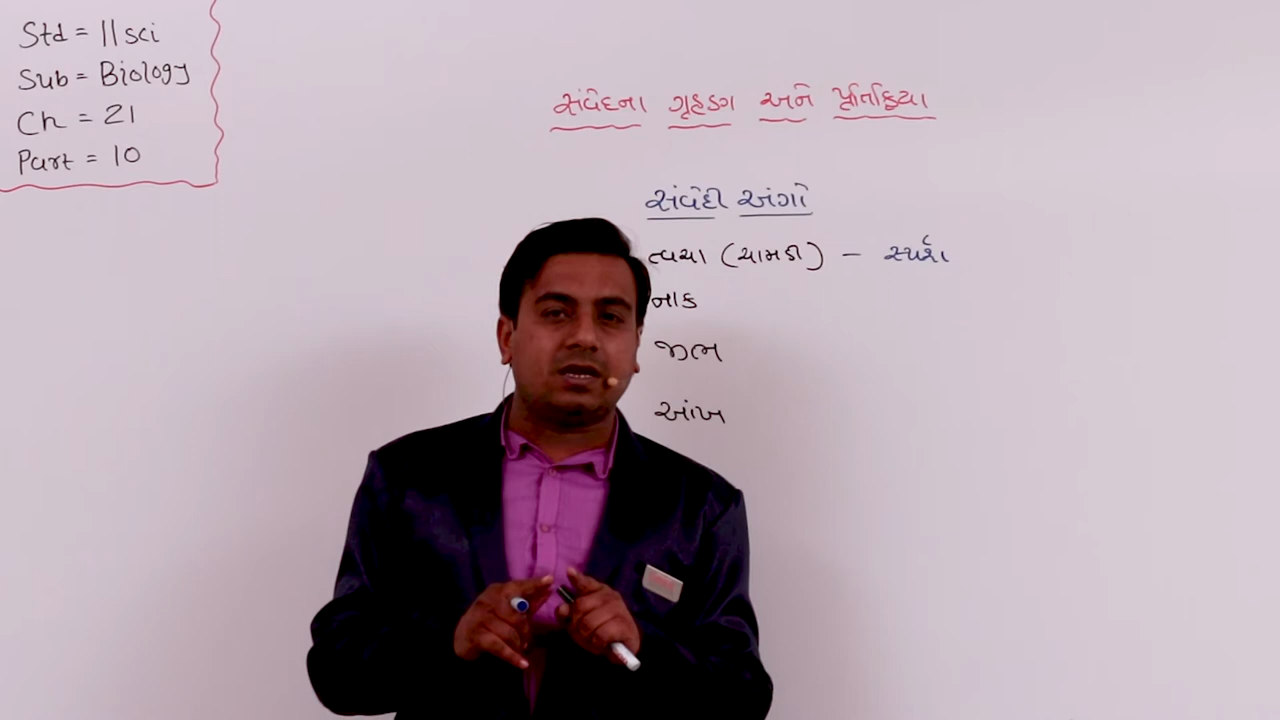 Std = 11 sci
Sub = Biology
Ch = 21
Part = 10
સંવેદના ગ્રહણ અને પ્રતિક્રિયા
સંવેદી અંગો
ત્વચા (ચામડી) - સ્પર્શ
નાક
જીભ
આંખ